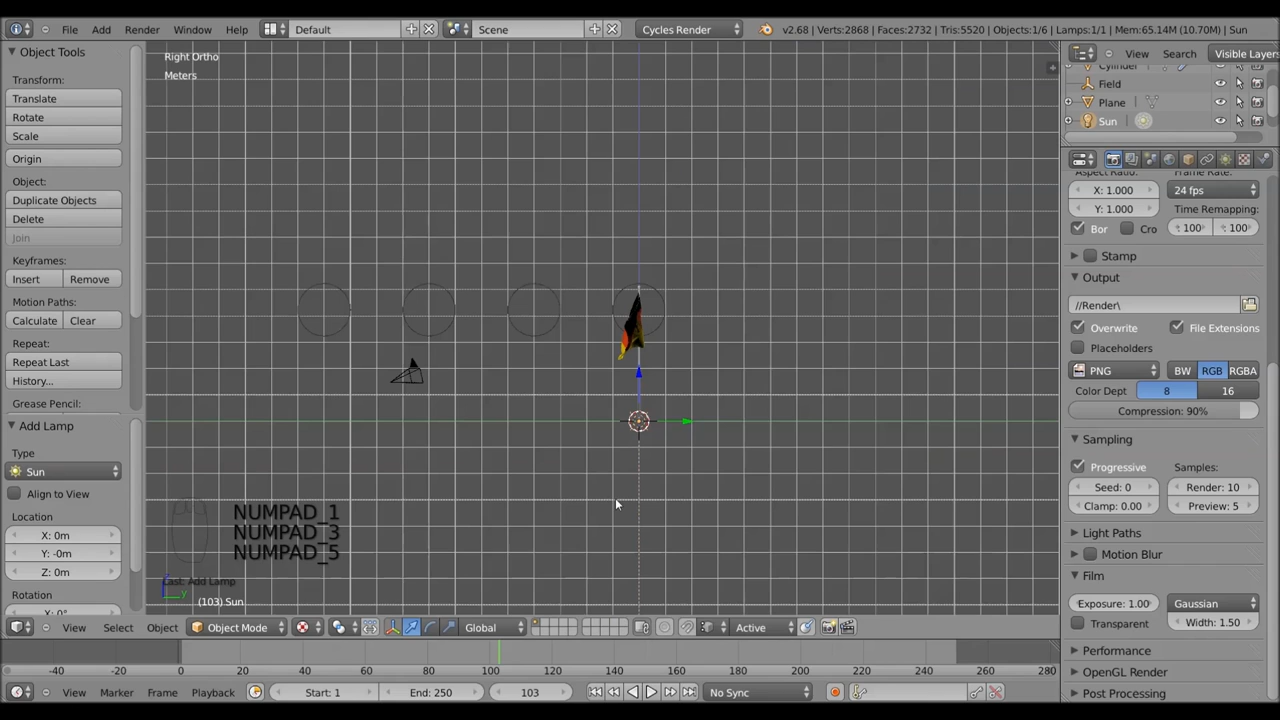 File Add Render Window Help Default Scene Cycles Render v2.68 | Verts:2868 | Faces:2732 | Tris:5520 | Objects:1/6 | Lamps:1/1 | Mem:65.14M (10.70M) | Sun
Object Tools
Transform:
Translate
Rotate
Scale
Origin
Object:
Duplicate Objects
Delete
Join
Keyframes:
Insert Remove
Motion Paths:
Calculate Clear
Repeat:
Repeat Last
History...
Grease Pencil:
Add Lamp
Type
Sun
Align to View
Location
X: 0m
Y: -0m
Z: 0m
Rotation
X: 0°
Right Ortho
Meters
NUMPAD_1
NUMPAD_3
NUMPAD_5
Last: Add Lamp
z
y
(103) Sun
View Select Object Object Mode Global Active
View Search Visible Layers
Cylinder
Field
Plane
Sun
Aspect Ratio: Frame Rate:
X: 1.000 24 fps
Y: 1.000 Time Remapping:
Bor Cro 100 100
Stamp
Output
//Render\
Overwrite File Extensions
Placeholders
PNG BW RGB RGBA
Color Dept 8 16
Compression: 90%
Sampling
Progressive Samples:
Seed: 0 Render: 10
Clamp: 0.00 Preview: 5
Light Paths
Motion Blur
Film
Exposure: 1.00 Gaussian
Transparent Width: 1.50
Performance
OpenGL Render
Post Processing
-40 -20 0 20 40 60 80 100 120 140 160 180 200 220 240 260 280
View Marker Frame Playback Start: 1 End: 250 103 No Sync